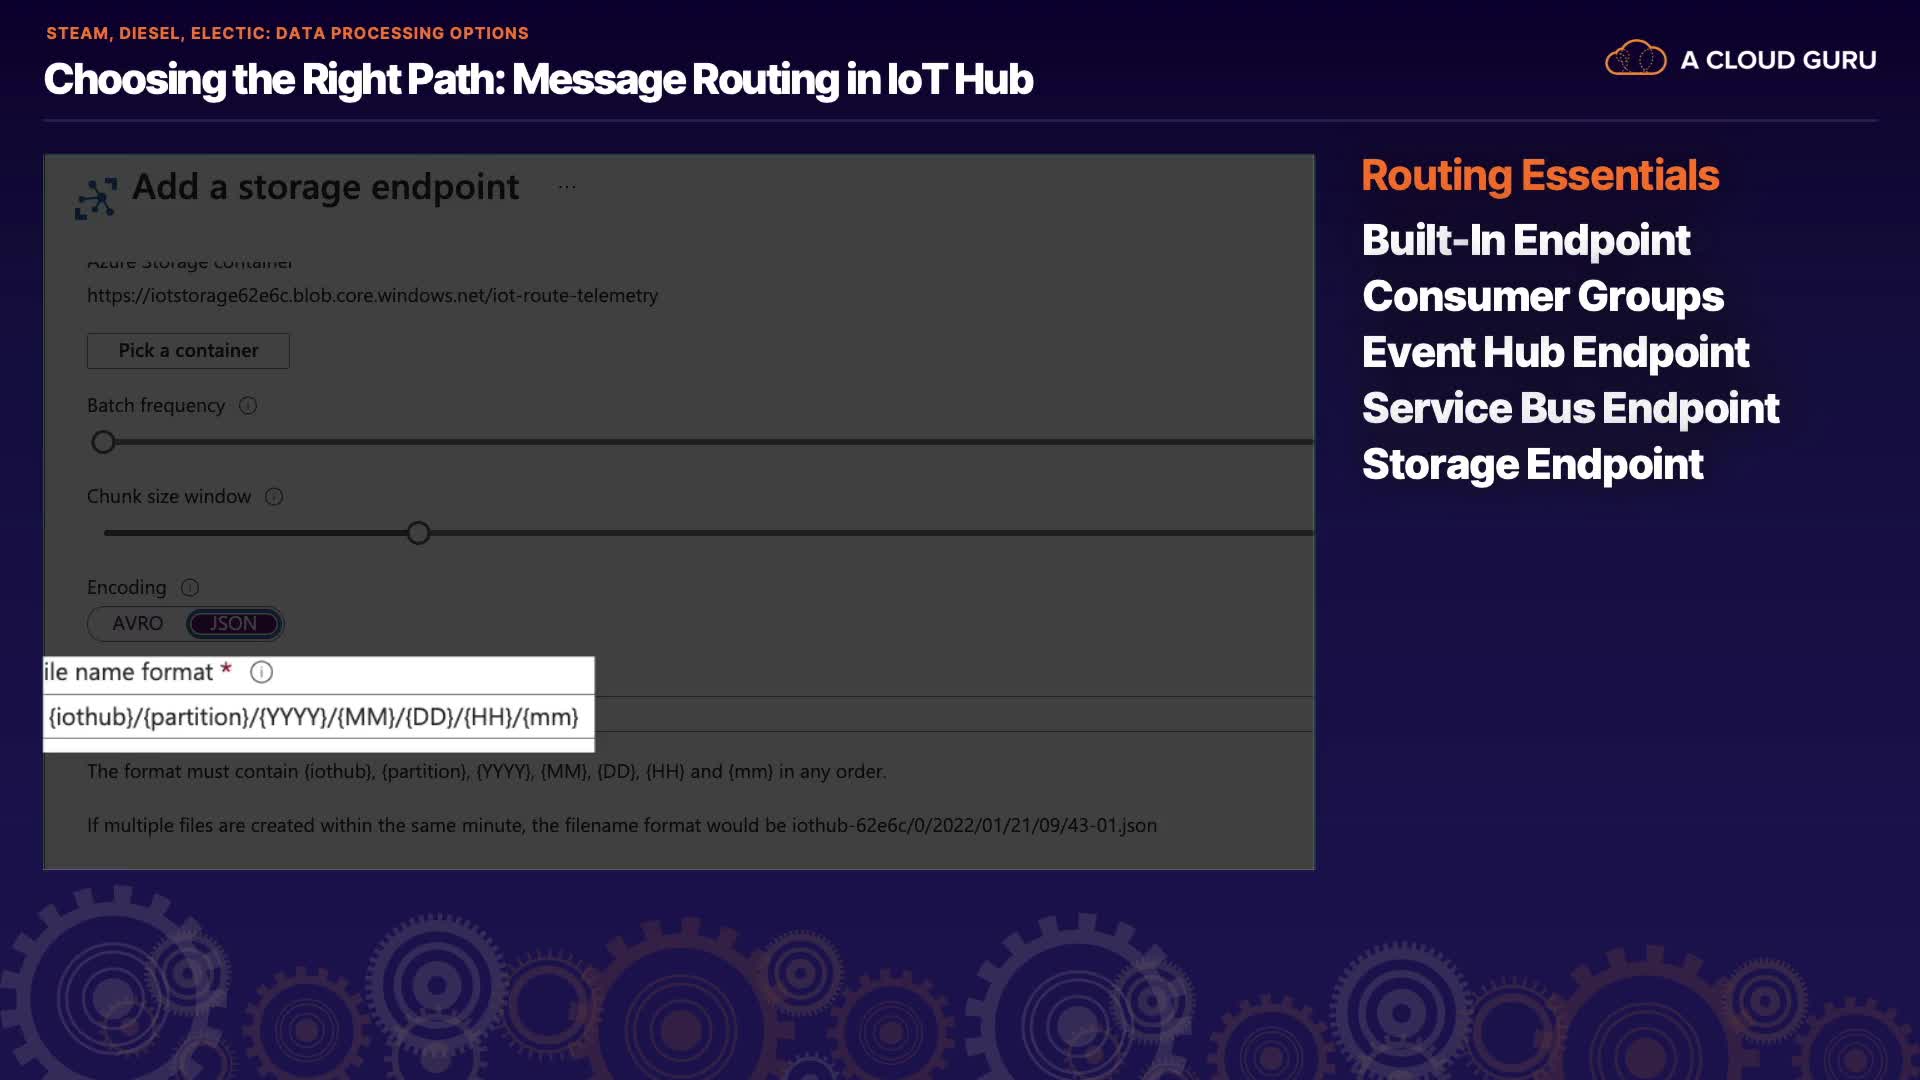 STEAM, DIESEL, ELECTIC: DATA PROCESSING OPTIONS
Choosing the Right Path: Message Routing in IoT Hub
A CLOUD GURU
Add a storage endpoint ...
Azure Storage container
https://iotstorage62e6c.blob.core.windows.net/iot-route-telemetry
Pick a container
Batch frequency
Chunk size window
Encoding
AVRO JSON
ile name format *
{iothub}/{partition}/{YYYY}/{MM}/{DD}/{HH}/{mm}
The format must contain {iothub}, {partition}, {YYYY}, {MM}, {DD}, {HH} and {mm} in any order.
If multiple files are created within the same minute, the filename format would be iothub-62e6c/0/2022/01/21/09/43-01.json
Routing Essentials
Built-In Endpoint
Consumer Groups
Event Hub Endpoint
Service Bus Endpoint
Storage Endpoint